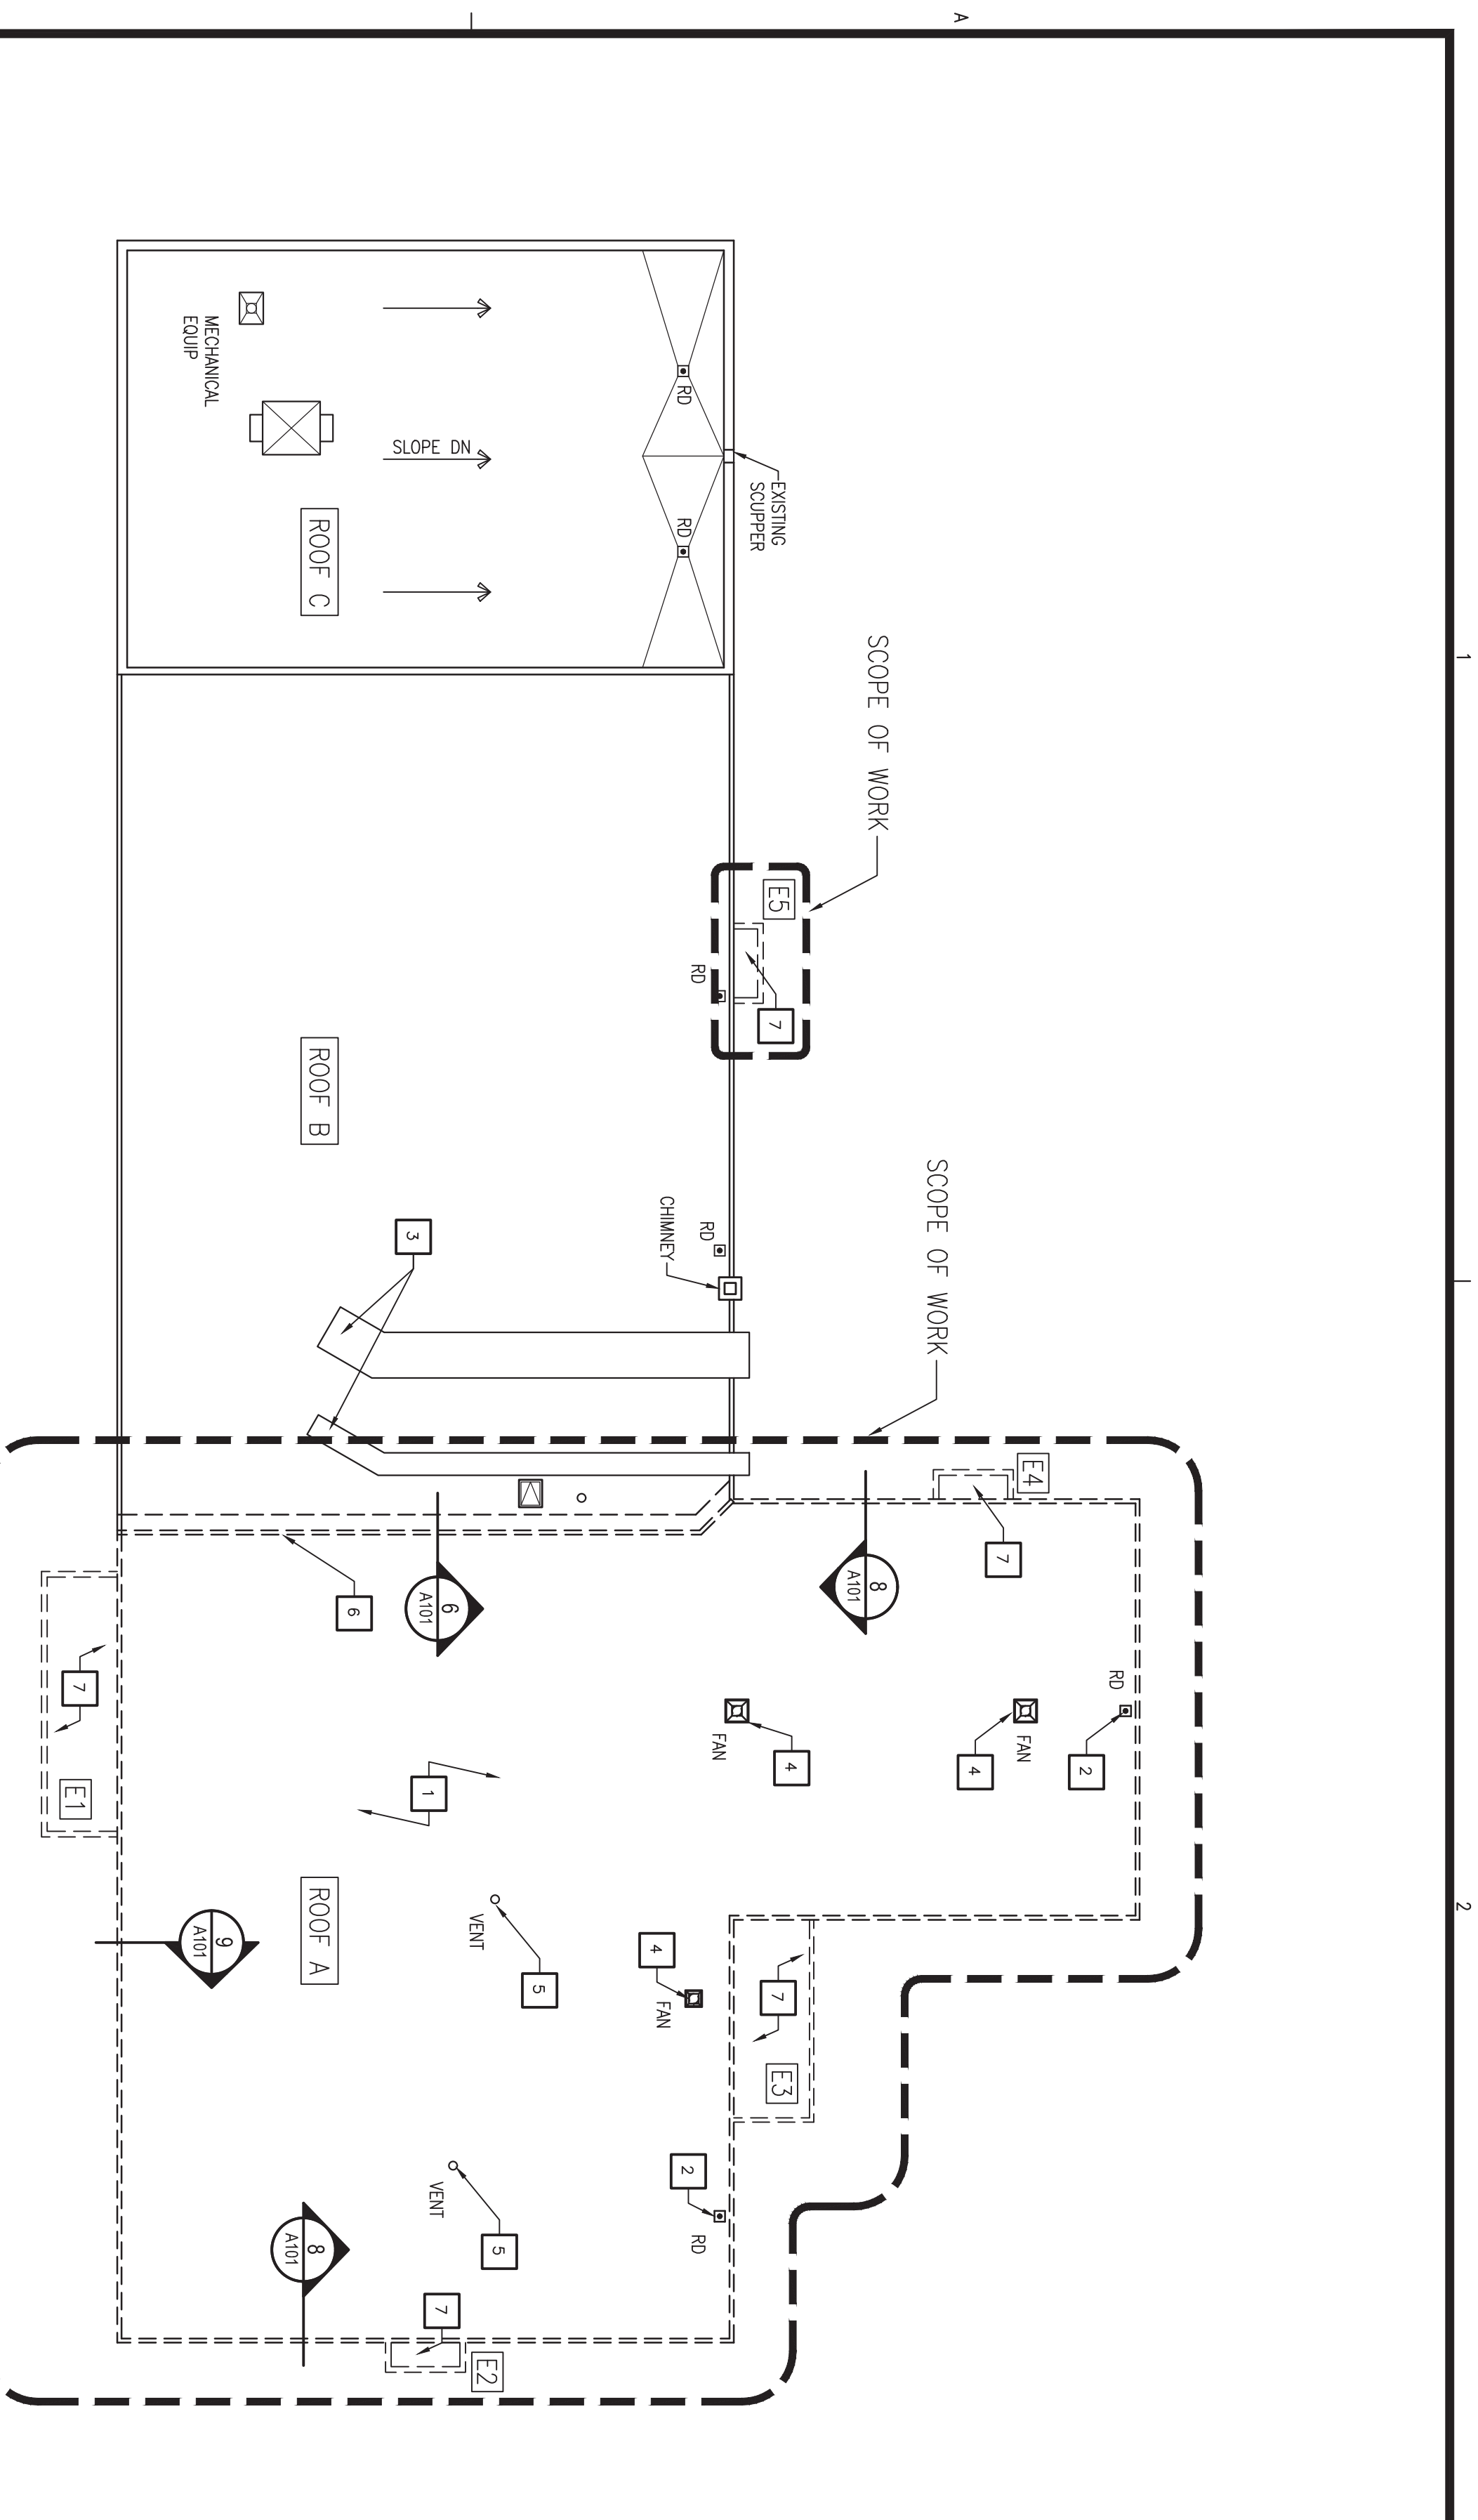 A
1
2
MECHANICAL
EQUIP
SLOPE DN
ROOF C
RD
RD
EXISTING
SCUPPER
SCOPE OF WORK
E5
7
RD
ROOF B
SCOPE OF WORK
3
CHIMNEY
RD
E4
7
8
A101
6
A101
6
7
E1
1
ROOF A
FAN
4
FAN
4
RD
2
VENT
5
4
FAN
7
E3
9
A101
2
RD
VENT
5
8
A101
7
E2